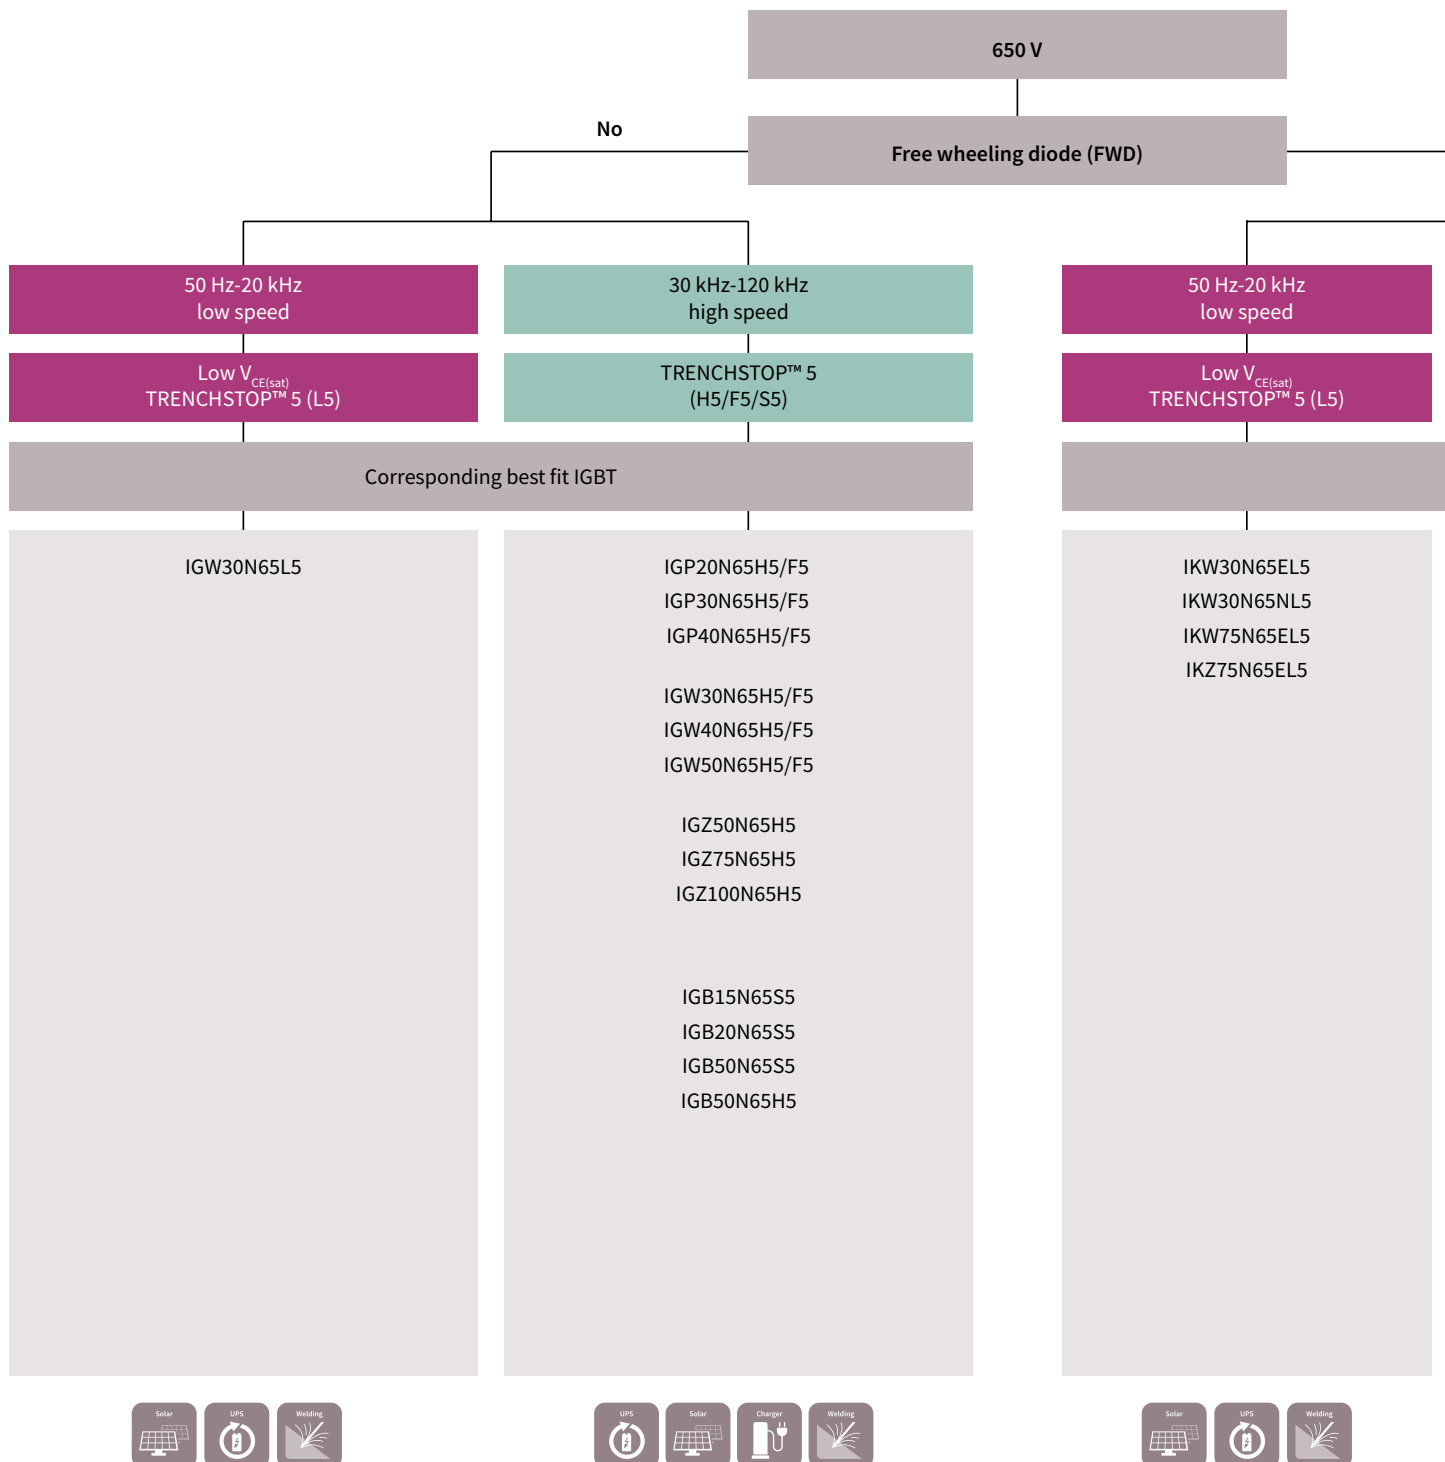 650 V
No
Free wheeling diode (FWD)
50 Hz-20 kHz
low speed
30 kHz-120 kHz
high speed
50 Hz-20 kHz
low speed
Low VCE(sat)
TRENCHSTOP™ 5 (L5)
TRENCHSTOP™ 5
(H5/F5/S5)
Low VCE(sat)
TRENCHSTOP™ 5 (L5)
Corresponding best fit IGBT
IGW30N65L5
IGP20N65H5/F5
IGP30N65H5/F5
IGP40N65H5/F5
IGW30N65H5/F5
IGW40N65H5/F5
IGW50N65H5/F5
IGZ50N65H5
IGZ75N65H5
IGZ100N65H5
IGB15N65S5
IGB20N65S5
IGB50N65S5
IGB50N65H5
IKW30N65EL5
IKW30N65NL5
IKW75N65EL5
IKZ75N65EL5
Solar
UPS
Welding
UPS
Solar
Charger
Welding
Solar
UPS
Welding